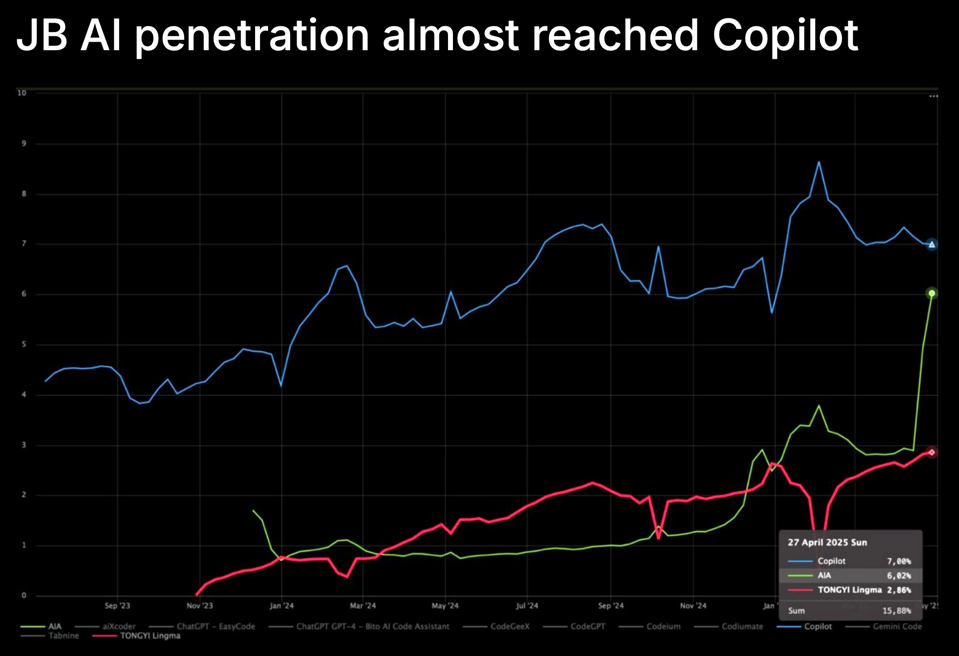 JB AI penetration almost reached Copilot
10
9
8
7
6
5
4
3
2
1
0
27 April 2025 Sun
Copilot 7,00%
AIA 6,02%
TONGYI Lingma 2,86%
Sum 15,88%
Sep '23 Nov '23 Jan '24 Mar '24 May '24 Jul '24 Sep '24 Nov '24 Jan
AIA aiXcoder ChatGPT - EasyCode ChatGPT GPT-4 - Bito AI Code Assistant CodeGeeX CodeGPT Codeium Codiumate Copilot Gemini Code
Tabnine TONGYI Lingma